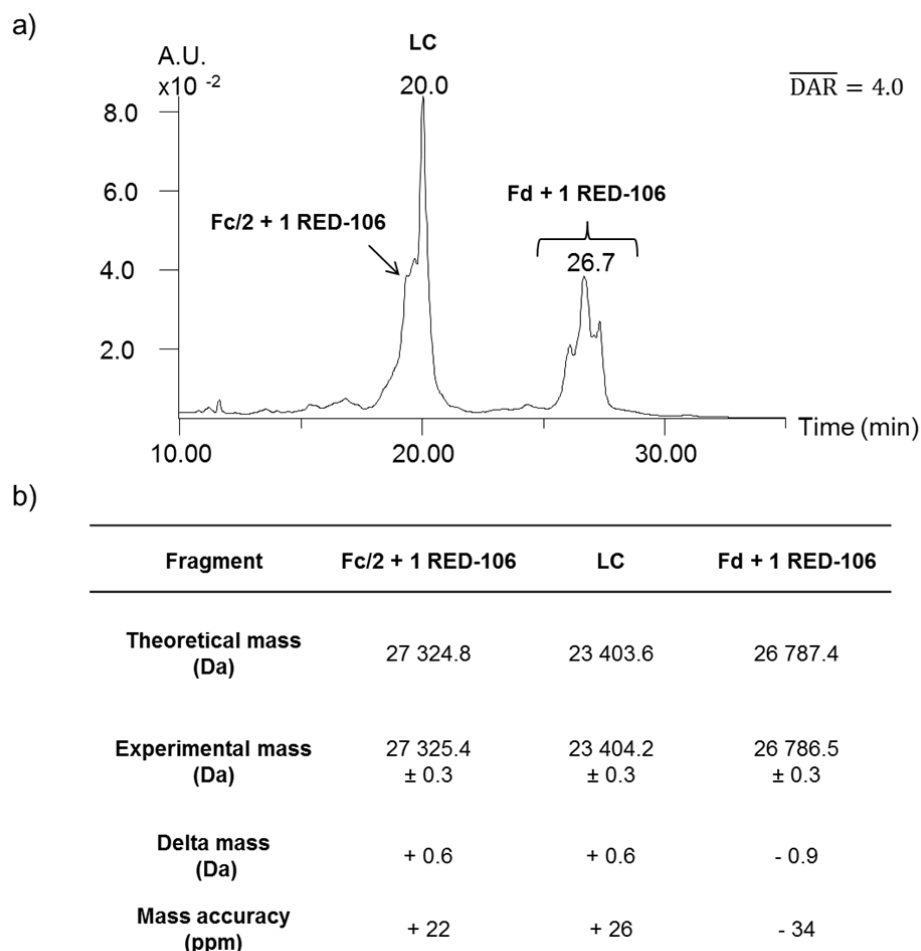 a)
A.U.
x10 -2
LC
20.0
DAR = 4.0
8.0
6.0
4.0
2.0
Fc/2 + 1 RED-106
Fd + 1 RED-106
26.7
10.00 20.00 30.00 Time (min)
b)
Fragment Fc/2 + 1 RED-106 LC Fd + 1 RED-106
Theoretical mass
(Da) 27 324.8 23 403.6 26 787.4
Experimental mass 27 325.4 23 404.2 26 786.5
(Da) ± 0.3 ± 0.3 ± 0.3
Delta mass
(Da) + 0.6 + 0.6 - 0.9
Mass accuracy
(ppm) + 22 + 26 - 34